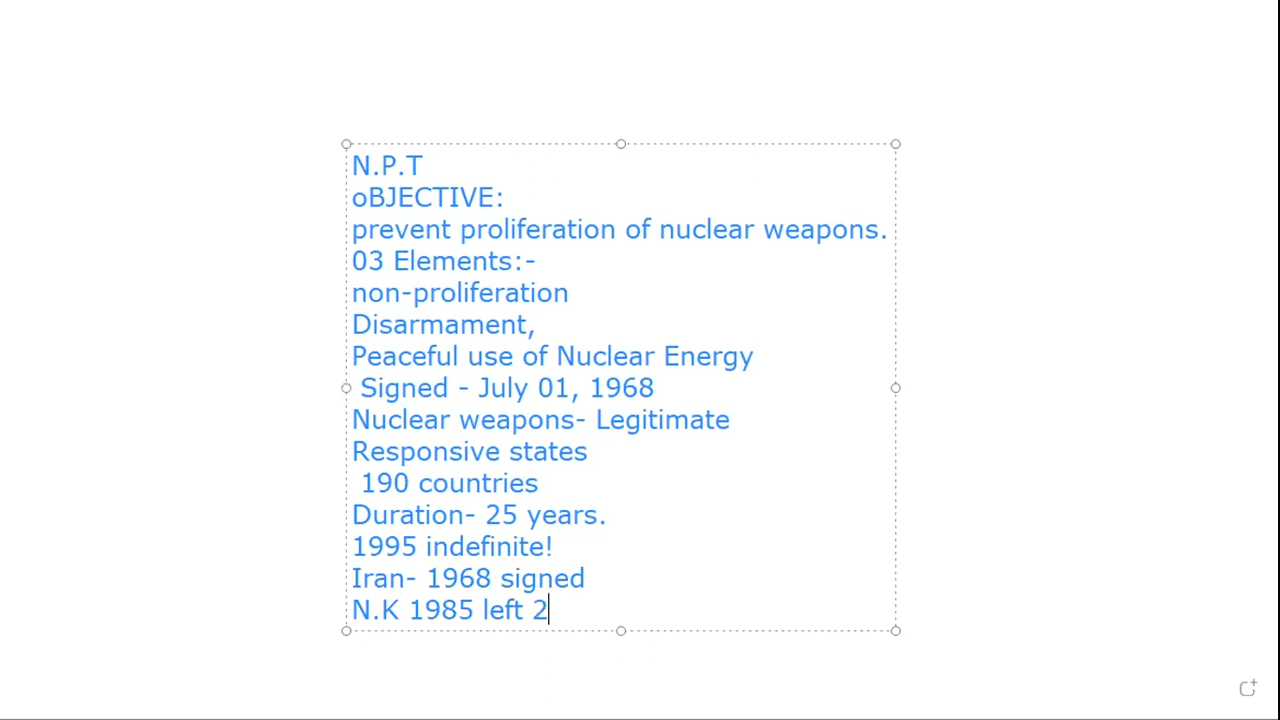 N.P.T
oBJECTIVE:
prevent proliferation of nuclear weapons.
03 Elements:-
non-proliferation
Disarmament,
Peaceful use of Nuclear Energy
Signed - July 01, 1968
Nuclear weapons- Legitimate
Responsive states
190 countries
Duration- 25 years.
1995 indefinite!
Iran- 1968 signed
N.K 1985 left 2